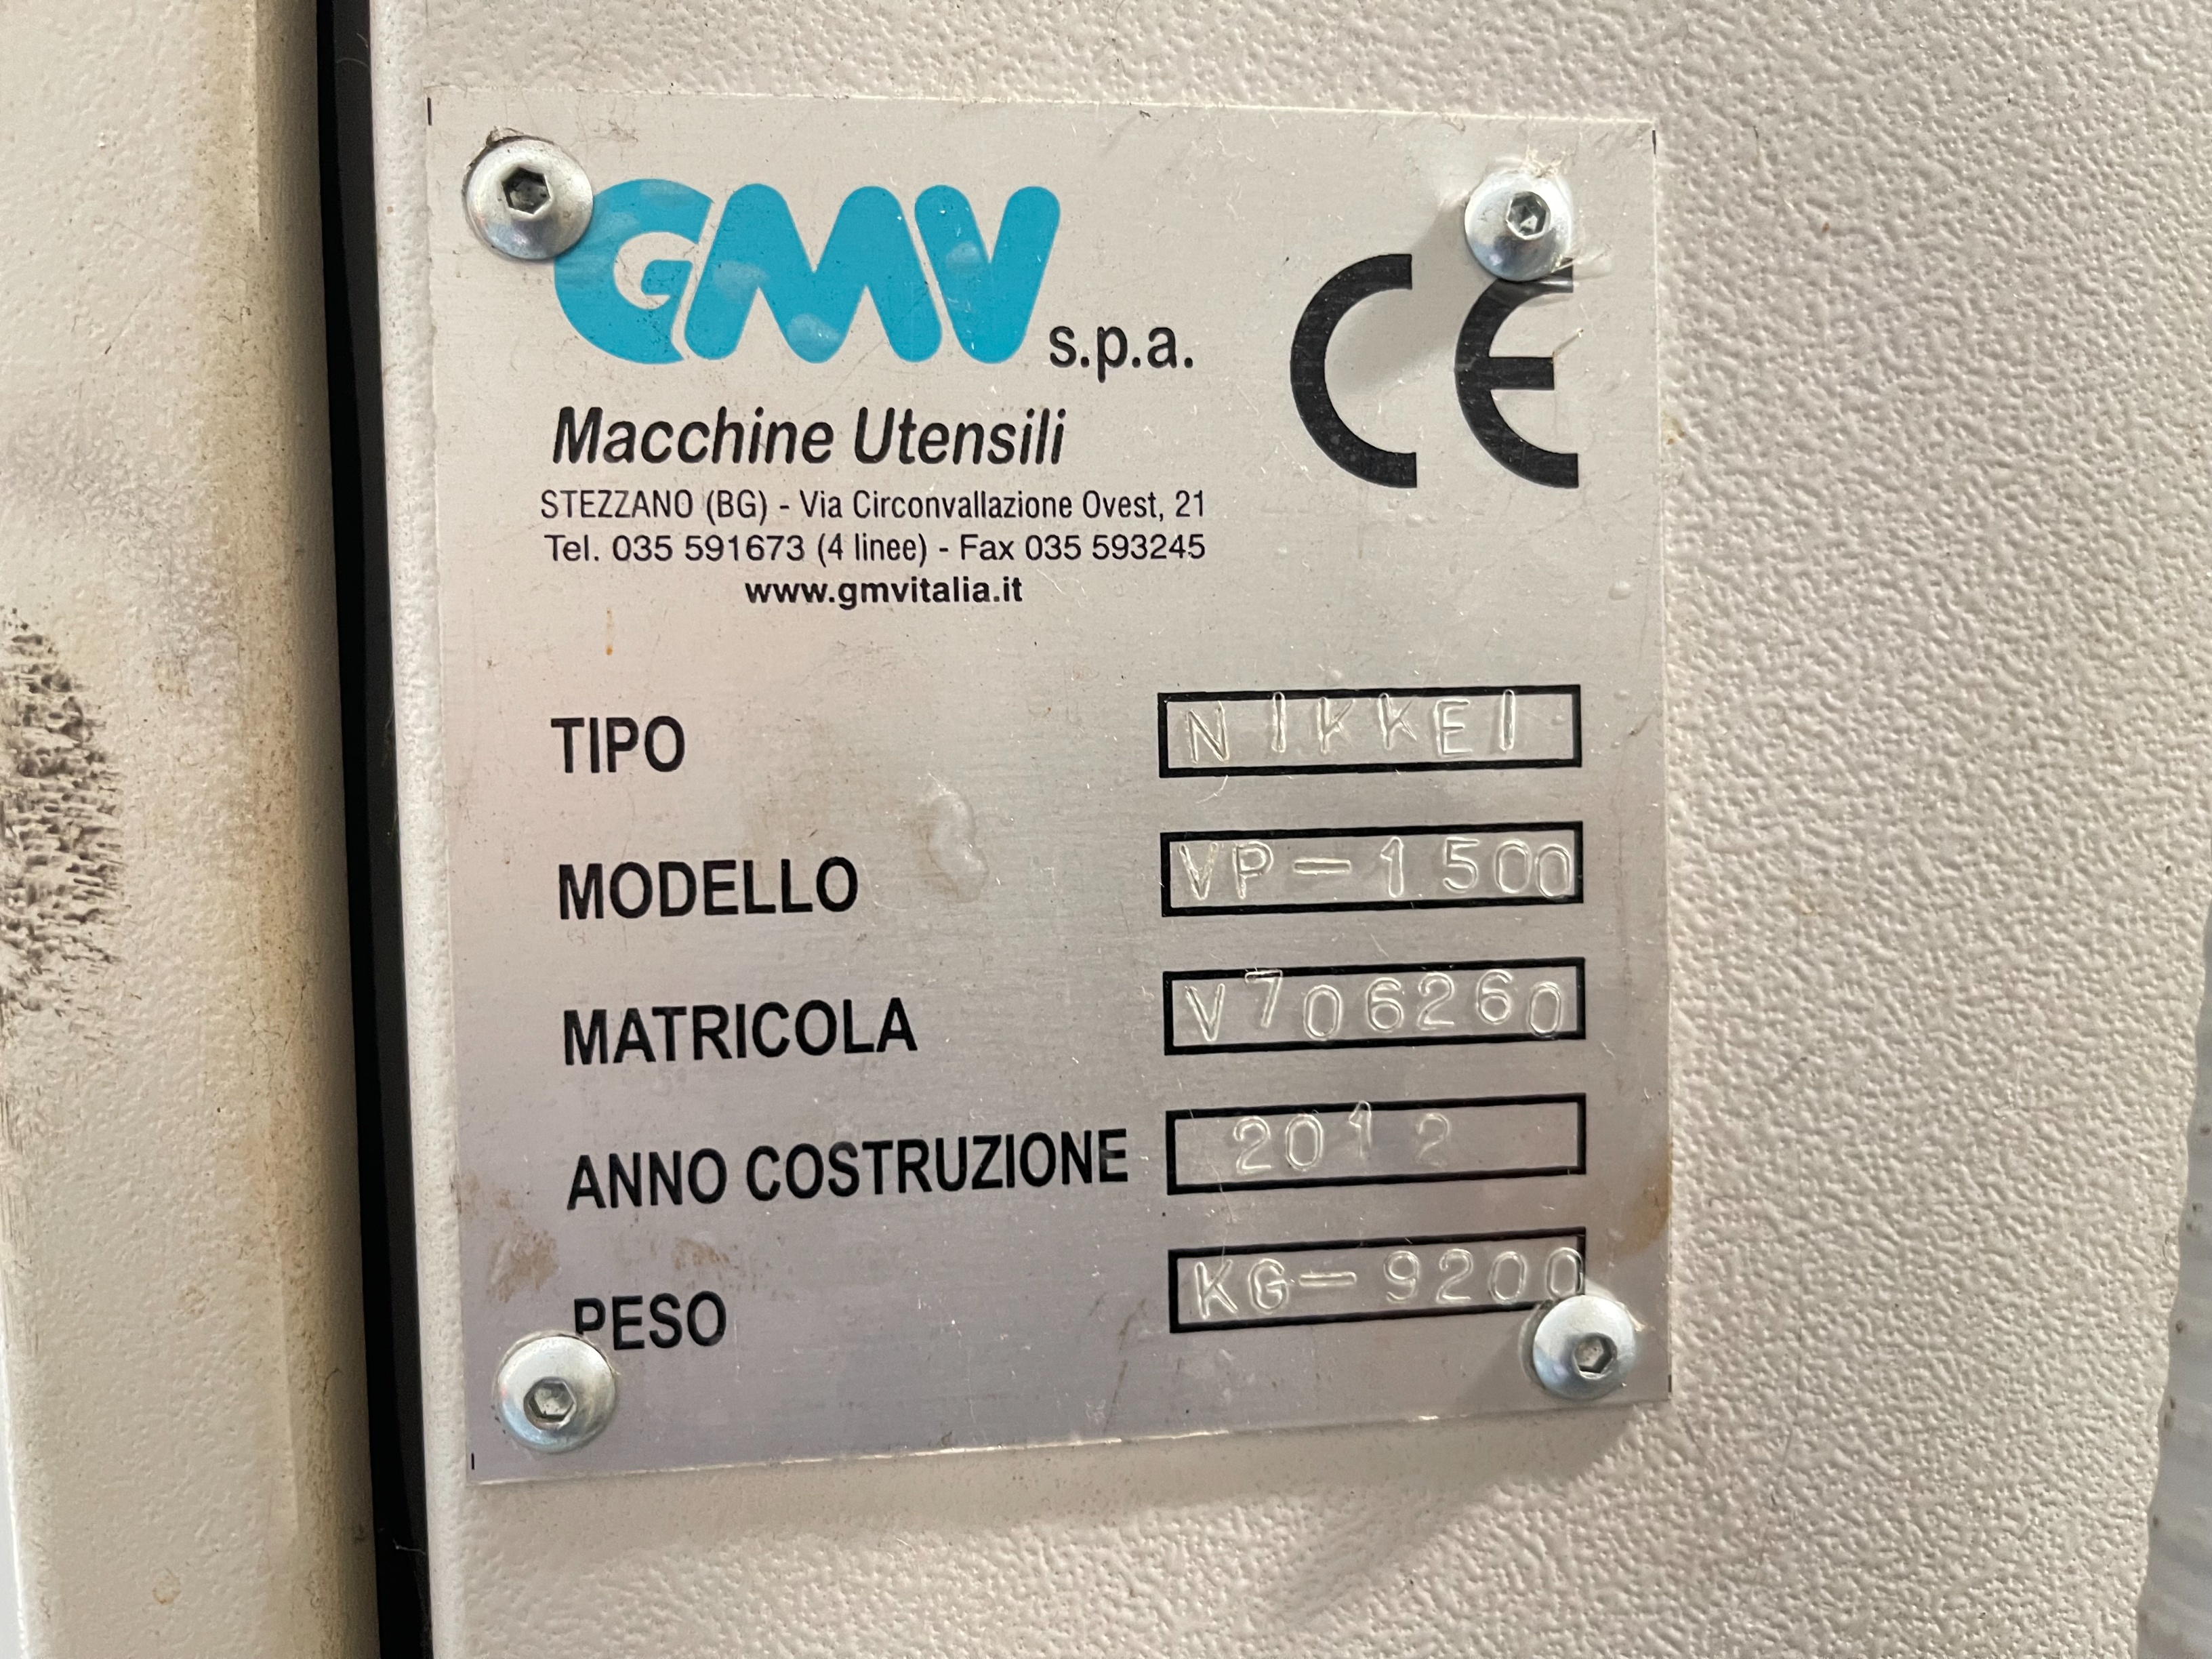 GMV s.p.a.
CE
Macchine Utensili
STEZZANO (BG) - Via Circonvallazione Ovest, 21
Tel. 035 591673 (4 linee) - Fax 035 593245
www.gmvitalia.it
TIPO NIKKEI
MODELLO VP-1500
MATRICOLA V706260
ANNO COSTRUZIONE 2012
PESO KG-9200